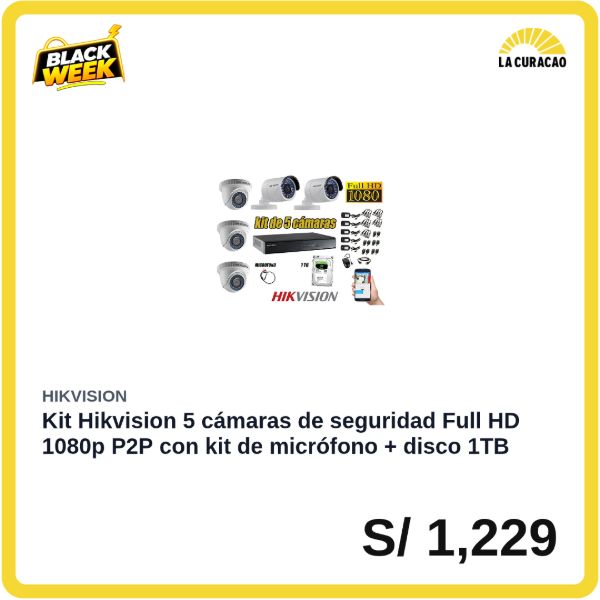 BLACK
WEEK
LA CURACAO
Full HD
1080
Kit de 5 cámaras
MICROFONO
1 TB
HIKVISION
HIKVISION
Kit Hikvision 5 cámaras de seguridad Full HD
1080p P2P con kit de micrófono + disco 1TB
S/ 1,229